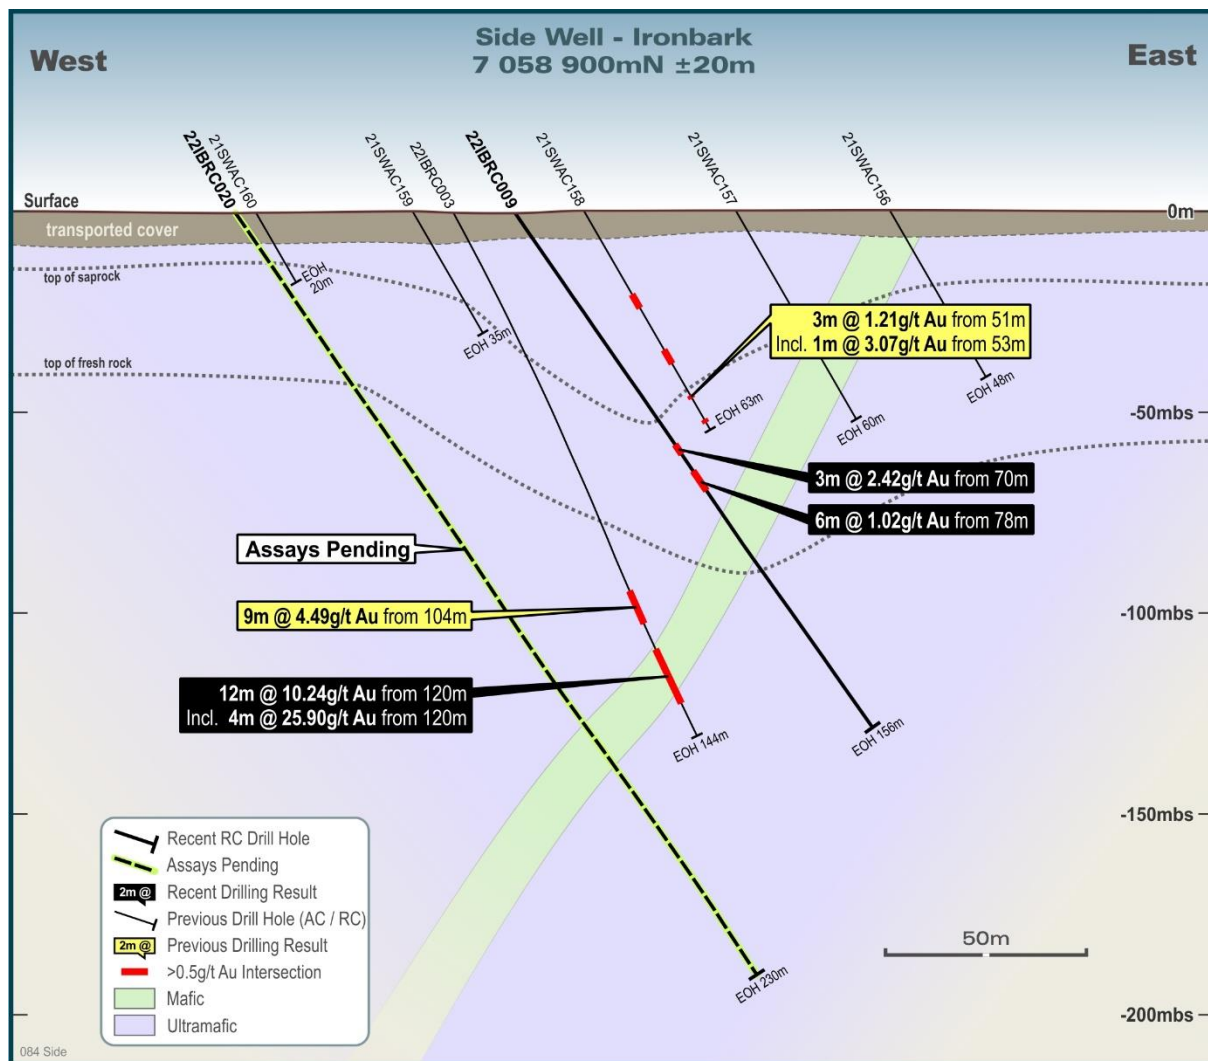 Side Well - Ironbark
7 058 900mN ±20m
West
East
22IBRC020
21SWAC160
21SWAC159
22IBRC003
22IBRC009
21SWAC158
21SWAC157
21SWAC156
Surface
0m
transported cover
top of saprock
EOH
20m
EOH 35m
3m @ 1.21g/t Au from 51m
Incl. 1m @ 3.07g/t Au from 53m
top of fresh rock
EOH 48m
EOH 63m
EOH 60m
-50mbs
3m @ 2.42g/t Au from 70m
6m @ 1.02g/t Au from 78m
Assays Pending
9m @ 4.49g/t Au from 104m
-100mbs
12m @ 10.24g/t Au from 120m
Incl. 4m @ 25.90g/t Au from 120m
EOH 144m
EOH 156m
-150mbs
Recent RC Drill Hole
Assays Pending
2m @ Recent Drilling Result
Previous Drill Hole (AC / RC)
2m @ Previous Drilling Result
>0.5g/t Au Intersection
Mafic
Ultramafic
50m
EOH 230m
-200mbs
084 Side